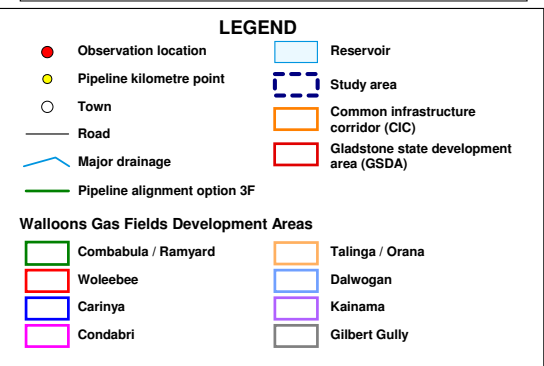 LEGEND
Observation location
Pipeline kilometre point
Town
Road
Major drainage
Pipeline alignment option 3F
Reservoir
Study area
Common infrastructure
corridor (CIC)
Gladstone state development
area (GSDA)
Walloons Gas Fields Development Areas
Combabula / Ramyard
Woleebee
Carinya
Condabri
Talinga / Orana
Dalwogan
Kainama
Gilbert Gully